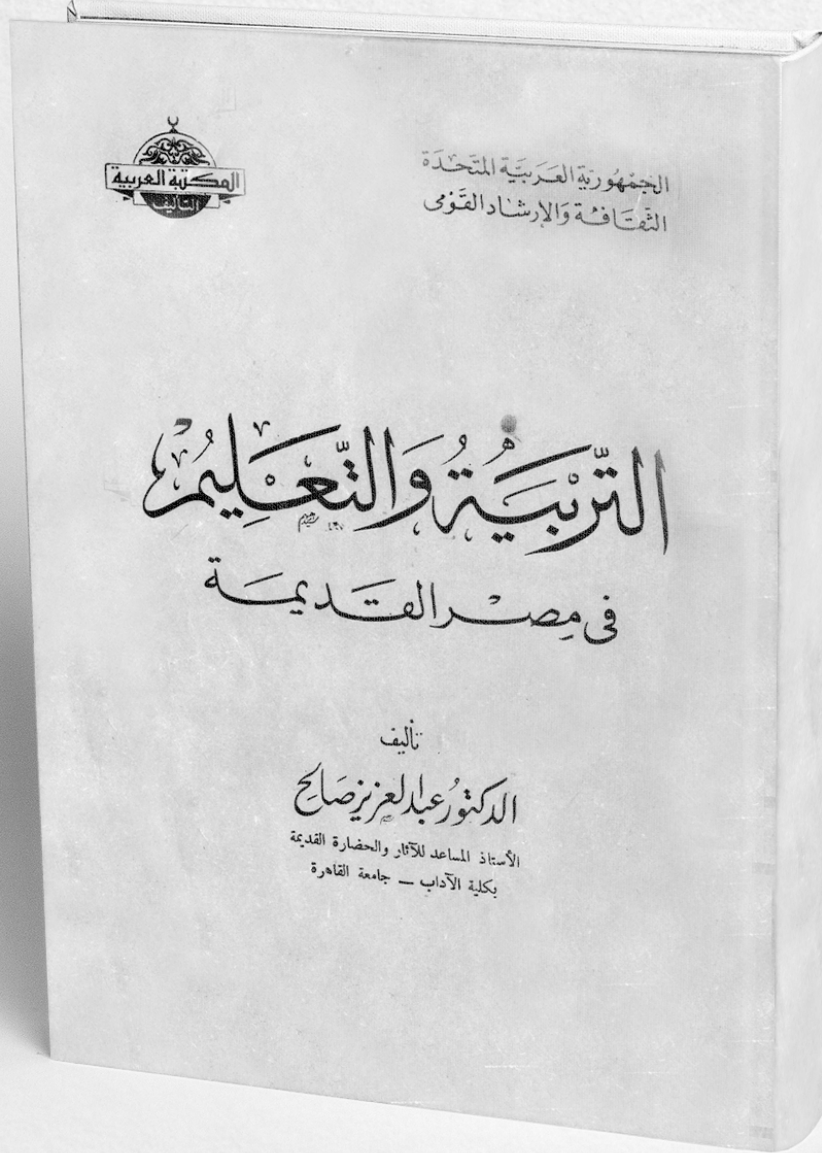 الجمهورية العربية المتحدة
الثقافة والإرشاد القومى
المكتبة العربية
التأليف
التربية والتعليم
فى مصر القديمة
تأليف
الدكتور عبد العزيز صالح
الأستاذ المساعد للآثار والحضارة القديمة
بكلية الآداب — جامعة القاهرة